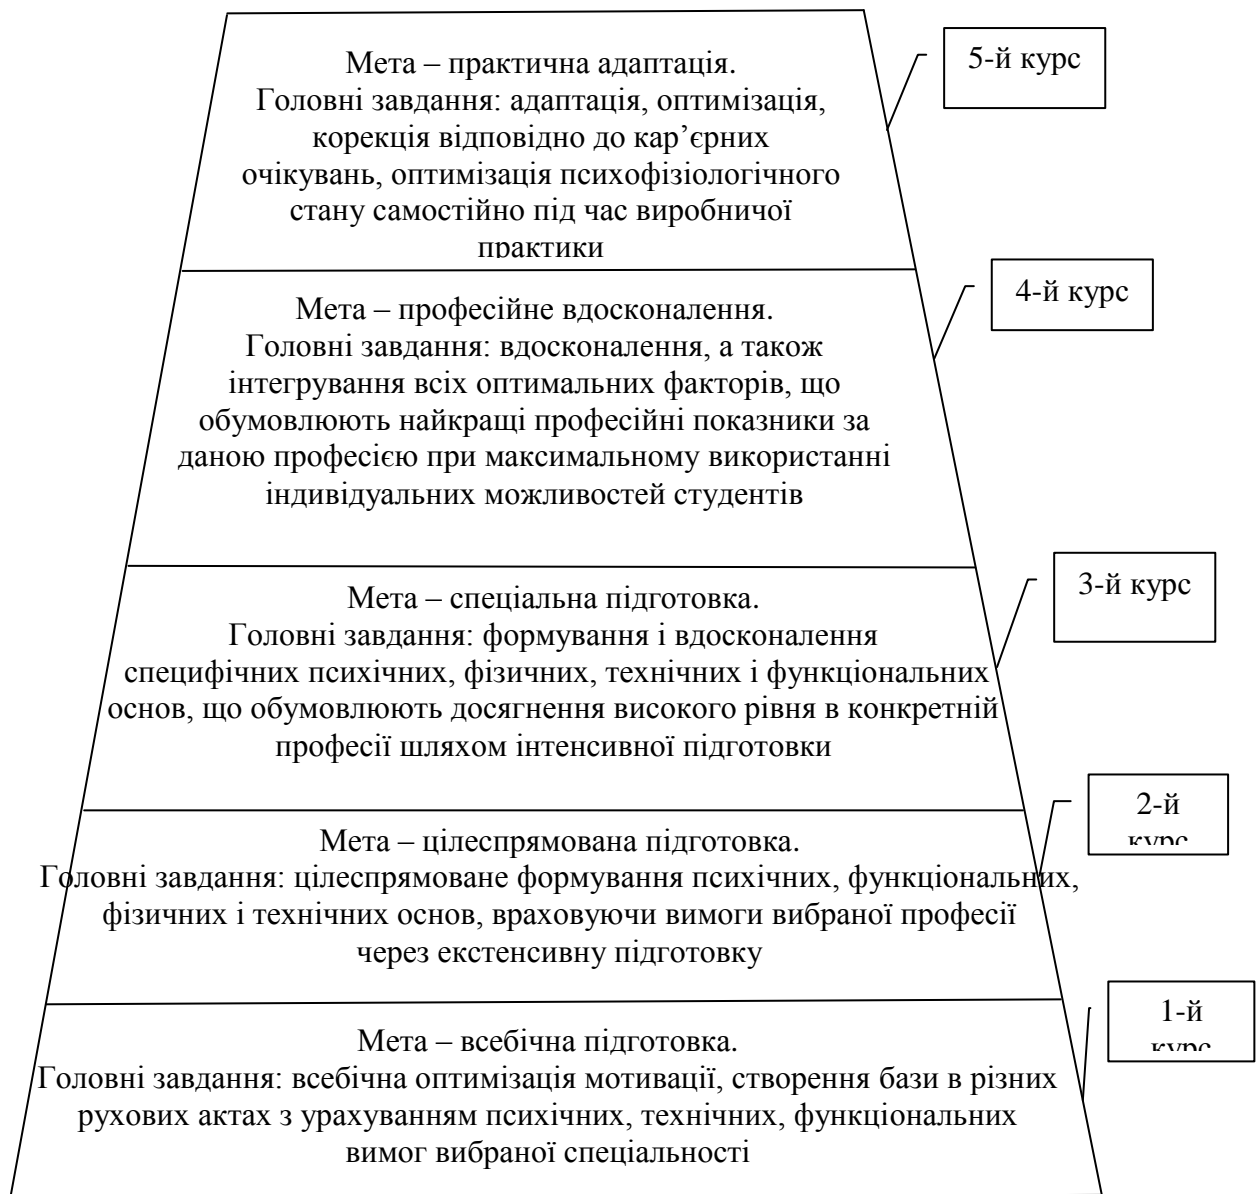 5-й курс
Мета – практична адаптація.
Головні завдання: адаптація, оптимізація,
корекція відповідно до кар’єрних
очікувань, оптимізація психофізіологічного
стану самостійно під час виробничої
практики
4-й курс
Мета – професійне вдосконалення.
Головні завдання: вдосконалення, а також
інтегрування всіх оптимальних факторів, що
обумовлюють найкращі професійні показники за
даною професією при максимальному використанні
індивідуальних можливостей студентів
3-й курс
Мета – спеціальна підготовка.
Головні завдання: формування і вдосконалення
специфічних психічних, фізичних, технічних і функціональних
основ, що обумовлюють досягнення високого рівня в конкретній
професії шляхом інтенсивної підготовки
2-й
курс
Мета – цілеспрямована підготовка.
Головні завдання: цілеспрямоване формування психічних, функціональних,
фізичних і технічних основ, враховуючи вимоги вибраної професії
через екстенсивну підготовку
1-й
курс
Мета – всебічна підготовка.
Головні завдання: всебічна оптимізація мотивації, створення бази в різних
рухових актах з урахуванням психічних, технічних, функціональних
вимог вибраної спеціальності